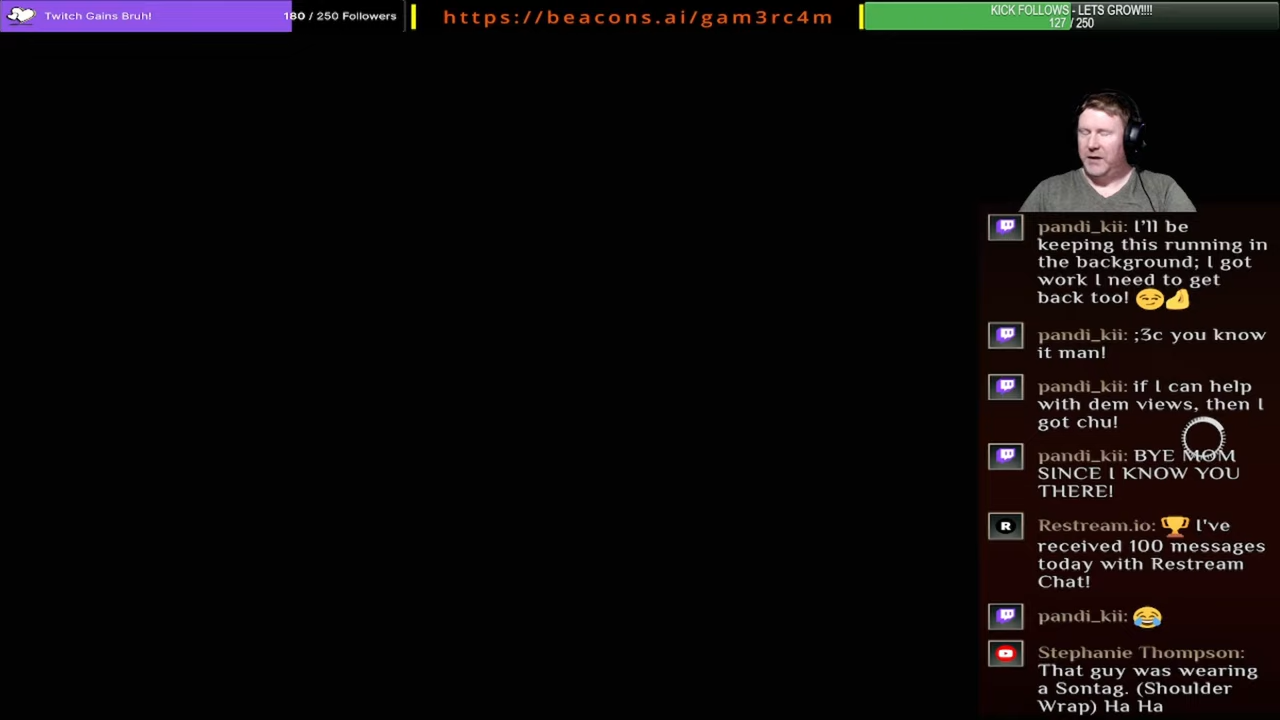 Twitch Gains Bruh!
180 / 250 Followers
https://beacons.ai/gam3rc4m
KICK FOLLOWS - LETS GROW!!!!
127 / 250
pandi_kii: I'll be
keeping this running in
the background; I got
work I need to get
back too! 😏🤌
pandi_kii: ;3c you know
it man!
pandi_kii: if I can help
with dem views, then I
got chu!
pandi_kii: BYE MOM
SINCE I KNOW YOU
THERE!
R
Restream.io: 🏆 I've
received 100 messages
today with Restream
Chat!
pandi_kii: 😂
Stephanie Thompson:
That guy was wearing
a Sontag. (Shoulder
Wrap) Ha Ha